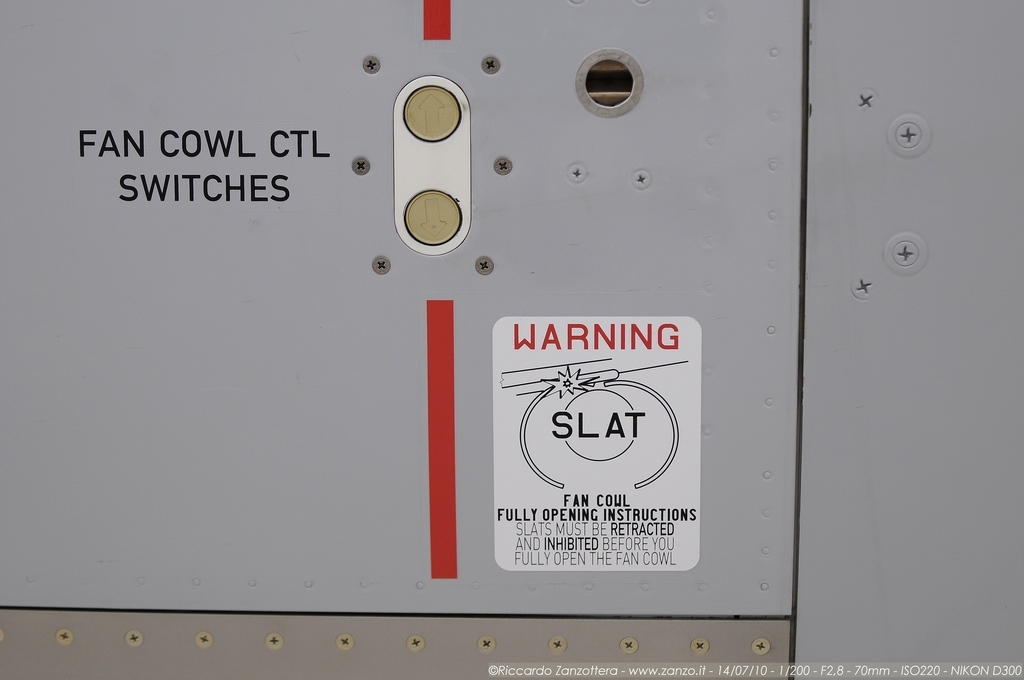 FAN COWL CTL
SWITCHES
WARNING
SLAT
FAN COWL
FULLY OPENING INSTRUCTIONS
SLATS MUST BE RETRACTED
AND INHIBITED BEFORE YOU
FULLY OPEN THE FAN COWL
©Riccardo Zanzottera - www.zanzo.it - 14/07/10 - 1/200 - F2,8 - 70mm - ISO220 - NIKON D300